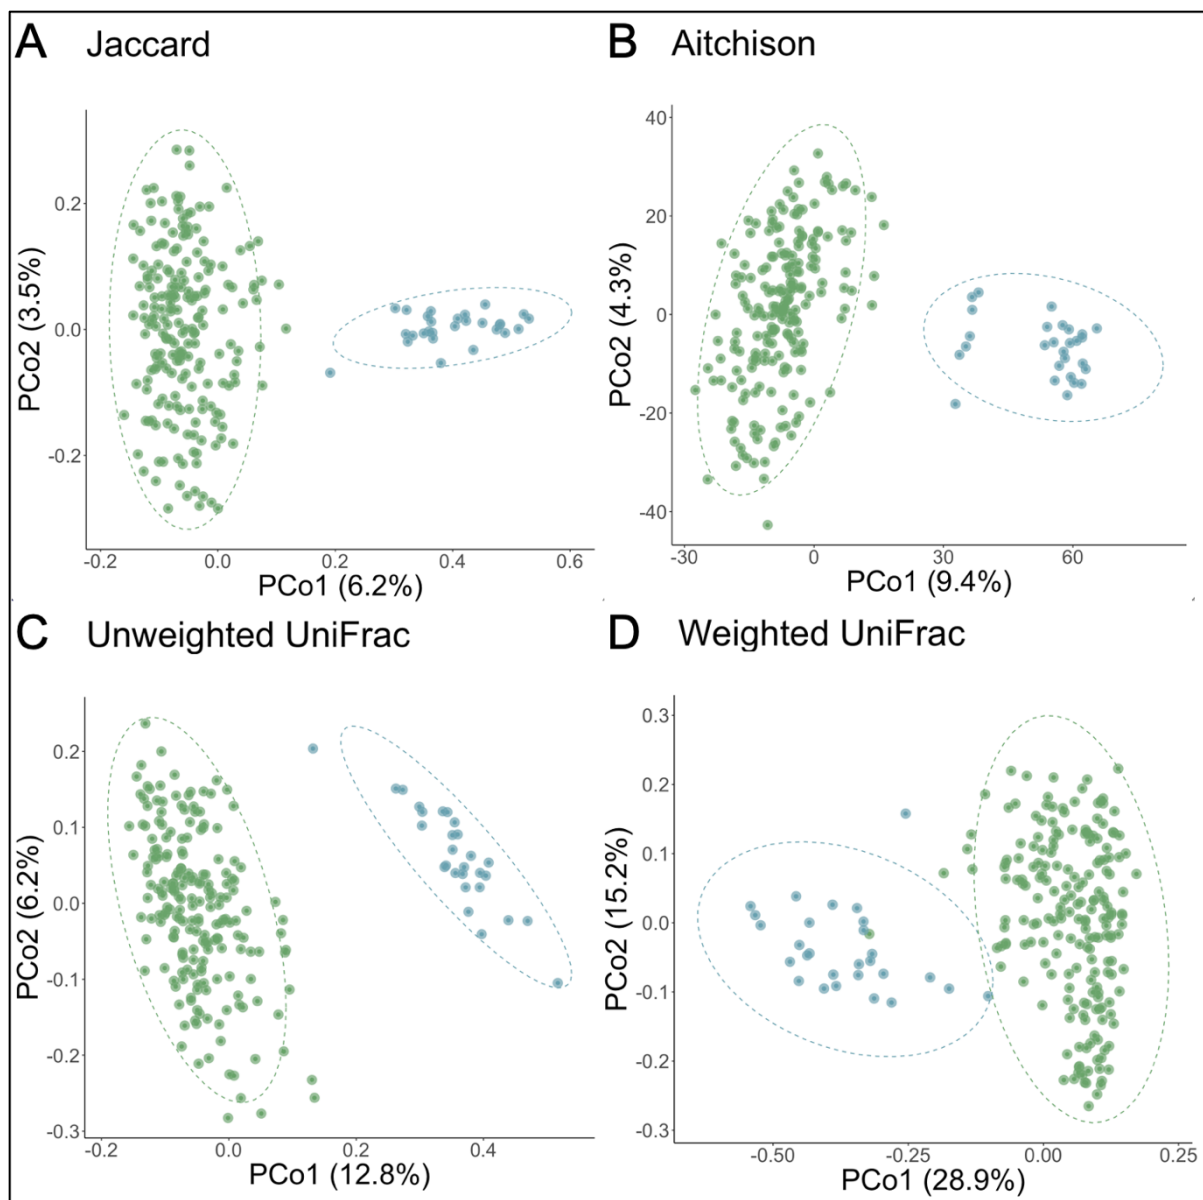 A Jaccard
0.2
0.0
-0.2
PCo2 (3.5%)
-0.2 0.0 0.2 0.4 0.6
PCo1 (6.2%)
B Aitchison
40
20
0
-20
-40
PCo2 (4.3%)
-30 0 30 60
PCo1 (9.4%)
C Unweighted UniFrac
0.2
0.1
0.0
-0.1
-0.2
-0.3
PCo2 (6.2%)
-0.2 0.0 0.2 0.4
PCo1 (12.8%)
D Weighted UniFrac
0.3
0.2
0.1
0.0
-0.1
-0.2
-0.3
PCo2 (15.2%)
-0.50 -0.25 0.00 0.25
PCo1 (28.9%)